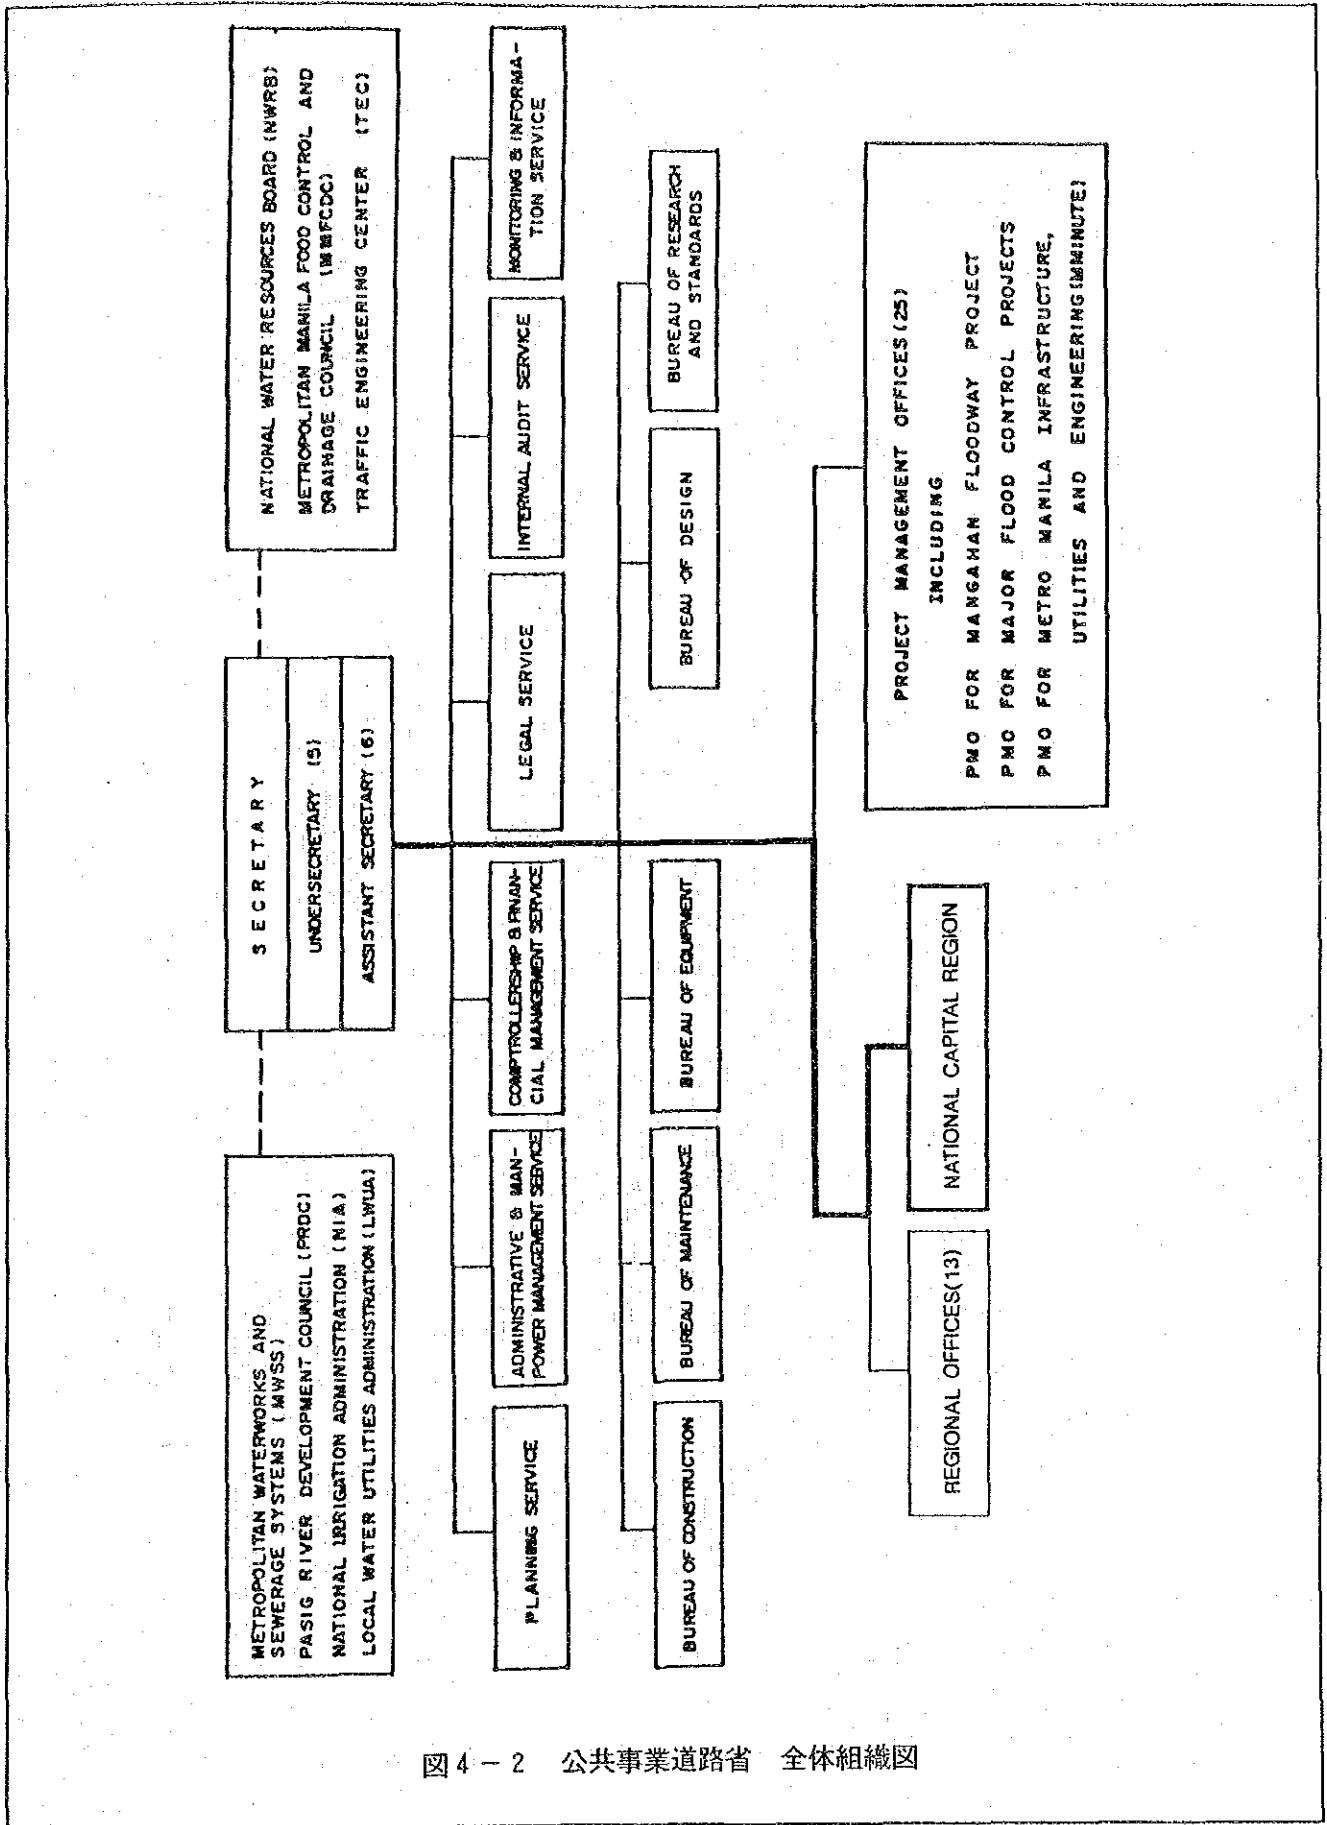 METROPOLITAN WATERWORKS AND
SEWERAGE SYSTEMS (MWSS)
PASIG RIVER DEVELOPMENT COUNCIL (PRDC)
NATIONAL IRRIGATION ADMINISTRATION (NIA)
LOCAL WATER UTILITIES ADMINISTRATION (LWUA)
SECRETARY
UNDERSECRETARY (5)
ASSISTANT SECRETARY (6)
NATIONAL WATER RESOURCES BOARD (NWRB)
METROPOLITAN MANILA FOOD CONTROL AND
DRAINAGE COUNCIL (MMFCDC)
TRAFFIC ENGINEERING CENTER (TEC)
PLANNING SERVICE
ADMINISTRATIVE & MAN-
POWER MANAGEMENT SERVICE
COMPTROLLERSHIP & FINAN-
CIAL MANAGEMENT SERVICE
LEGAL SERVICE
INTERNAL AUDIT SERVICE
MONITORING & INFORMA-
TION SERVICE
BUREAU OF CONSTRUCTION
BUREAU OF MAINTENANCE
BUREAU OF EQUIPMENT
BUREAU OF DESIGN
BUREAU OF RESEARCH
AND STANDARDS
REGIONAL OFFICES(13)
NATIONAL CAPITAL REGION
PROJECT MANAGEMENT OFFICES(25)
INCLUDING
PMO FOR MANGAHAN FLOODWAY PROJECT
PMO FOR MAJOR FLOOD CONTROL PROJECTS
PMO FOR METRO MANILA INFRASTRUCTURE,
UTILITIES AND ENGINEERING(MMINUTE)
図4－2 公共事業道路省 全体組織図